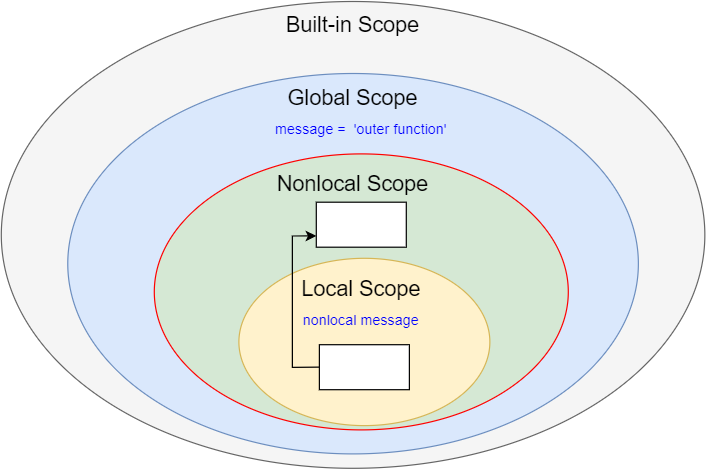 Built-in Scope
Global Scope
message =  'outer function'
Nonlocal Scope
Local Scope
nonlocal message